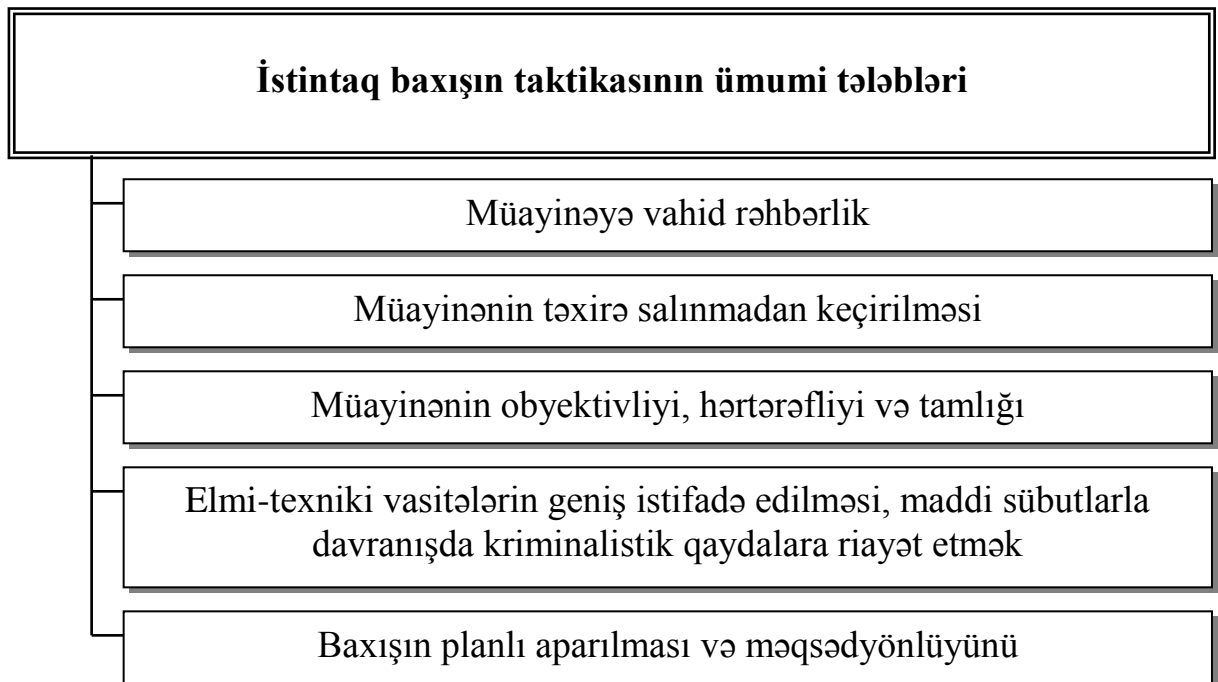 İstintaq baxışın taktikasının ümumi tələbləri
Müayinəyə vahid rəhbərlik
Müayinənin təxirə salınmadan keçirilməsi
Müayinənin obyektivliyi, hərtərəfliyi və tamlığı
Elmi-texniki vasitələrin geniş istifadə edilməsi, maddi sübutlarla
davranışda kriminalistik qaydalara riayət etmək
Baxışın planlı aparılması və məqsədyönlüyünü